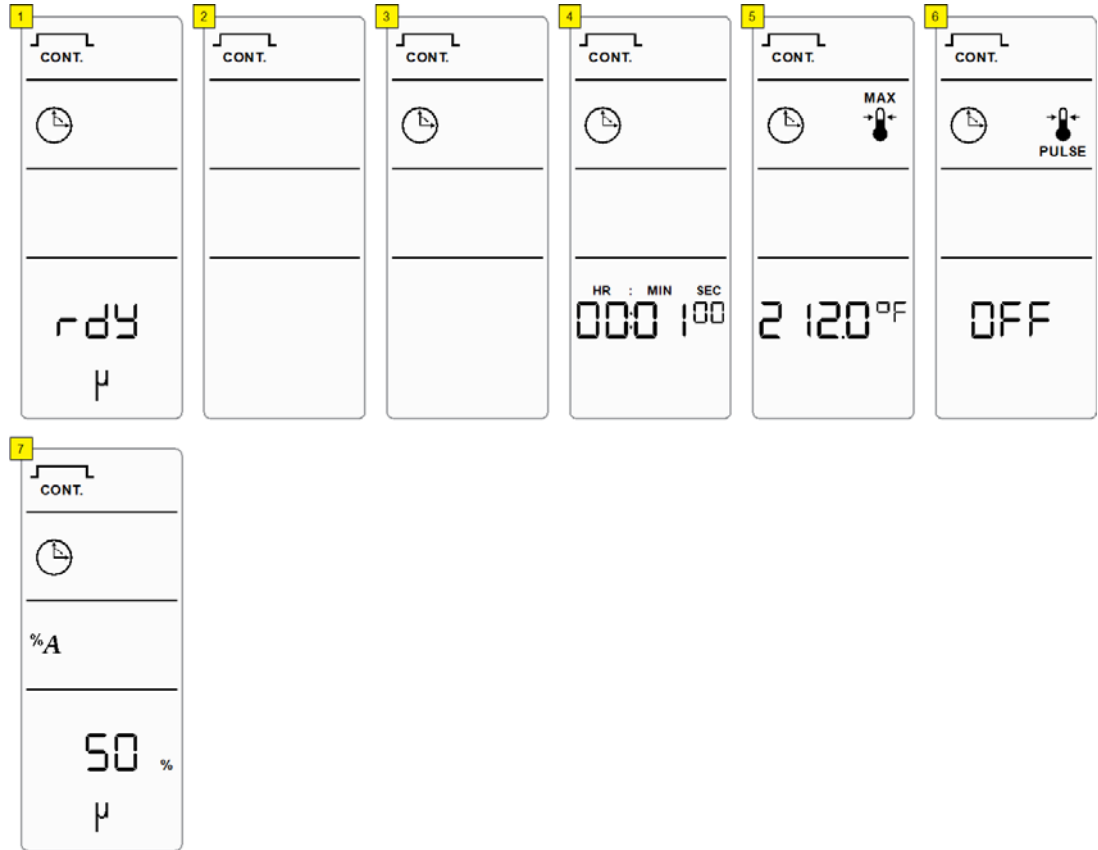 1
CONT.
rdy
µ
2
CONT.
3
CONT.
4
CONT.
HR : MIN SEC
00:01 00
5
CONT.
MAX
212.0 °F
6
CONT.
PULSE
OFF
7
CONT.
%A
50 %
µ